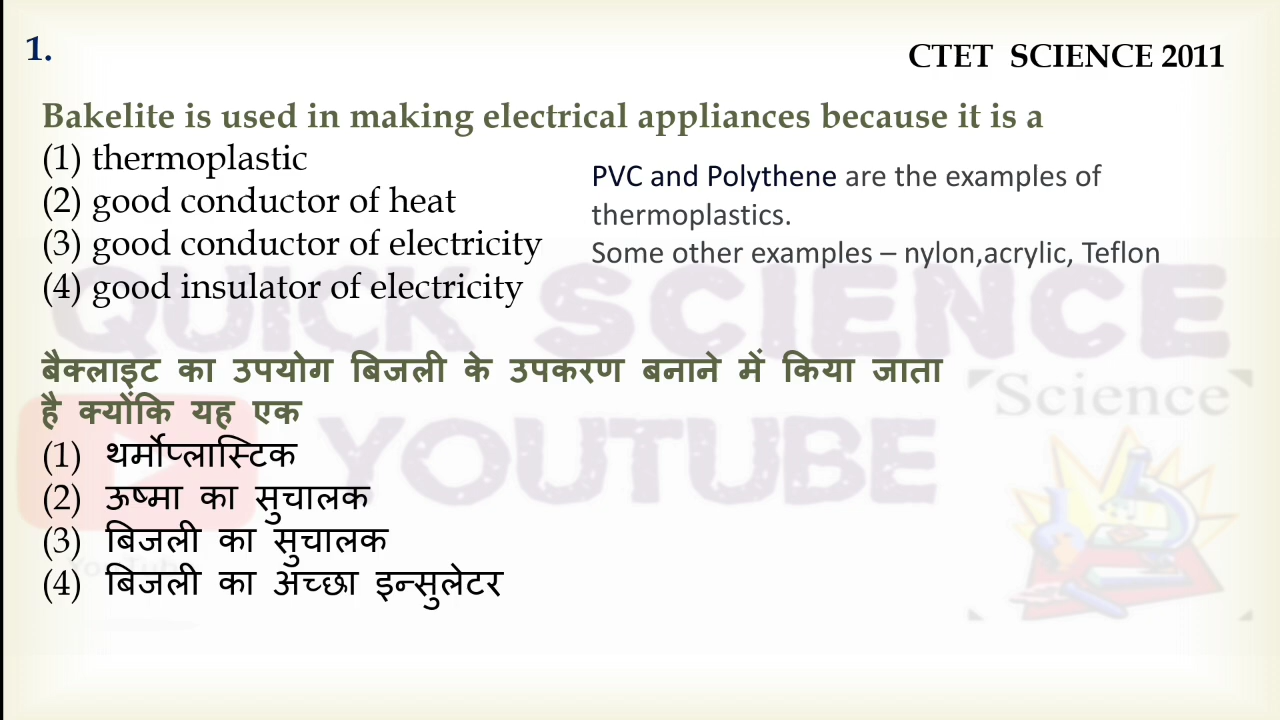 1.
CTET SCIENCE 2011
Bakelite is used in making electrical appliances because it is a
(1) thermoplastic
(2) good conductor of heat
(3) good conductor of electricity
(4) good insulator of electricity
PVC and Polythene are the examples of
thermoplastics.
Some other examples – nylon,acrylic, Teflon
QUICK SCIENCE
YOUTUBE
Science
YouTube
बैक्लाइट का उपयोग बिजली के उपकरण बनाने में किया जाता
है क्योंकि यह एक
(1) थर्मोप्लास्टिक
(2) ऊष्मा का सुचालक
(3) बिजली का सुचालक
(4) बिजली का अच्छा इन्सुलेटर